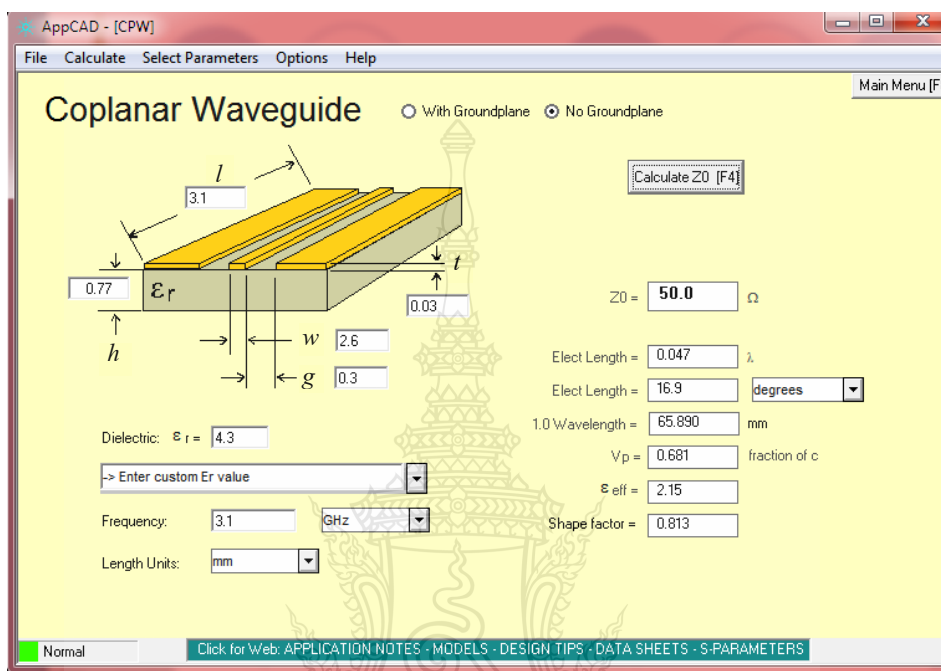 AppCAD - [CPW]
File Calculate Select Parameters Options Help
Main Menu [F
Coplanar Waveguide
With Groundplane No Groundplane
Calculate Z0 [F4]
l
3.1
0.77
εr
t
0.03
h
w 2.6
g 0.3
Z0 = 50.0 Ω
Elect Length = 0.047 λ
Elect Length = 16.9 degrees
1.0 Wavelength = 65.890 mm
Vp = 0.681 fraction of c
ε eff = 2.15
Shape factor = 0.813
Dielectric: ε r = 4.3
-> Enter custom Er value
Frequency: 3.1 GHz
Length Units: mm
Normal
Click for Web: APPLICATION NOTES - MODELS - DESIGN TIPS - DATA SHEETS - S-PARAMETERS